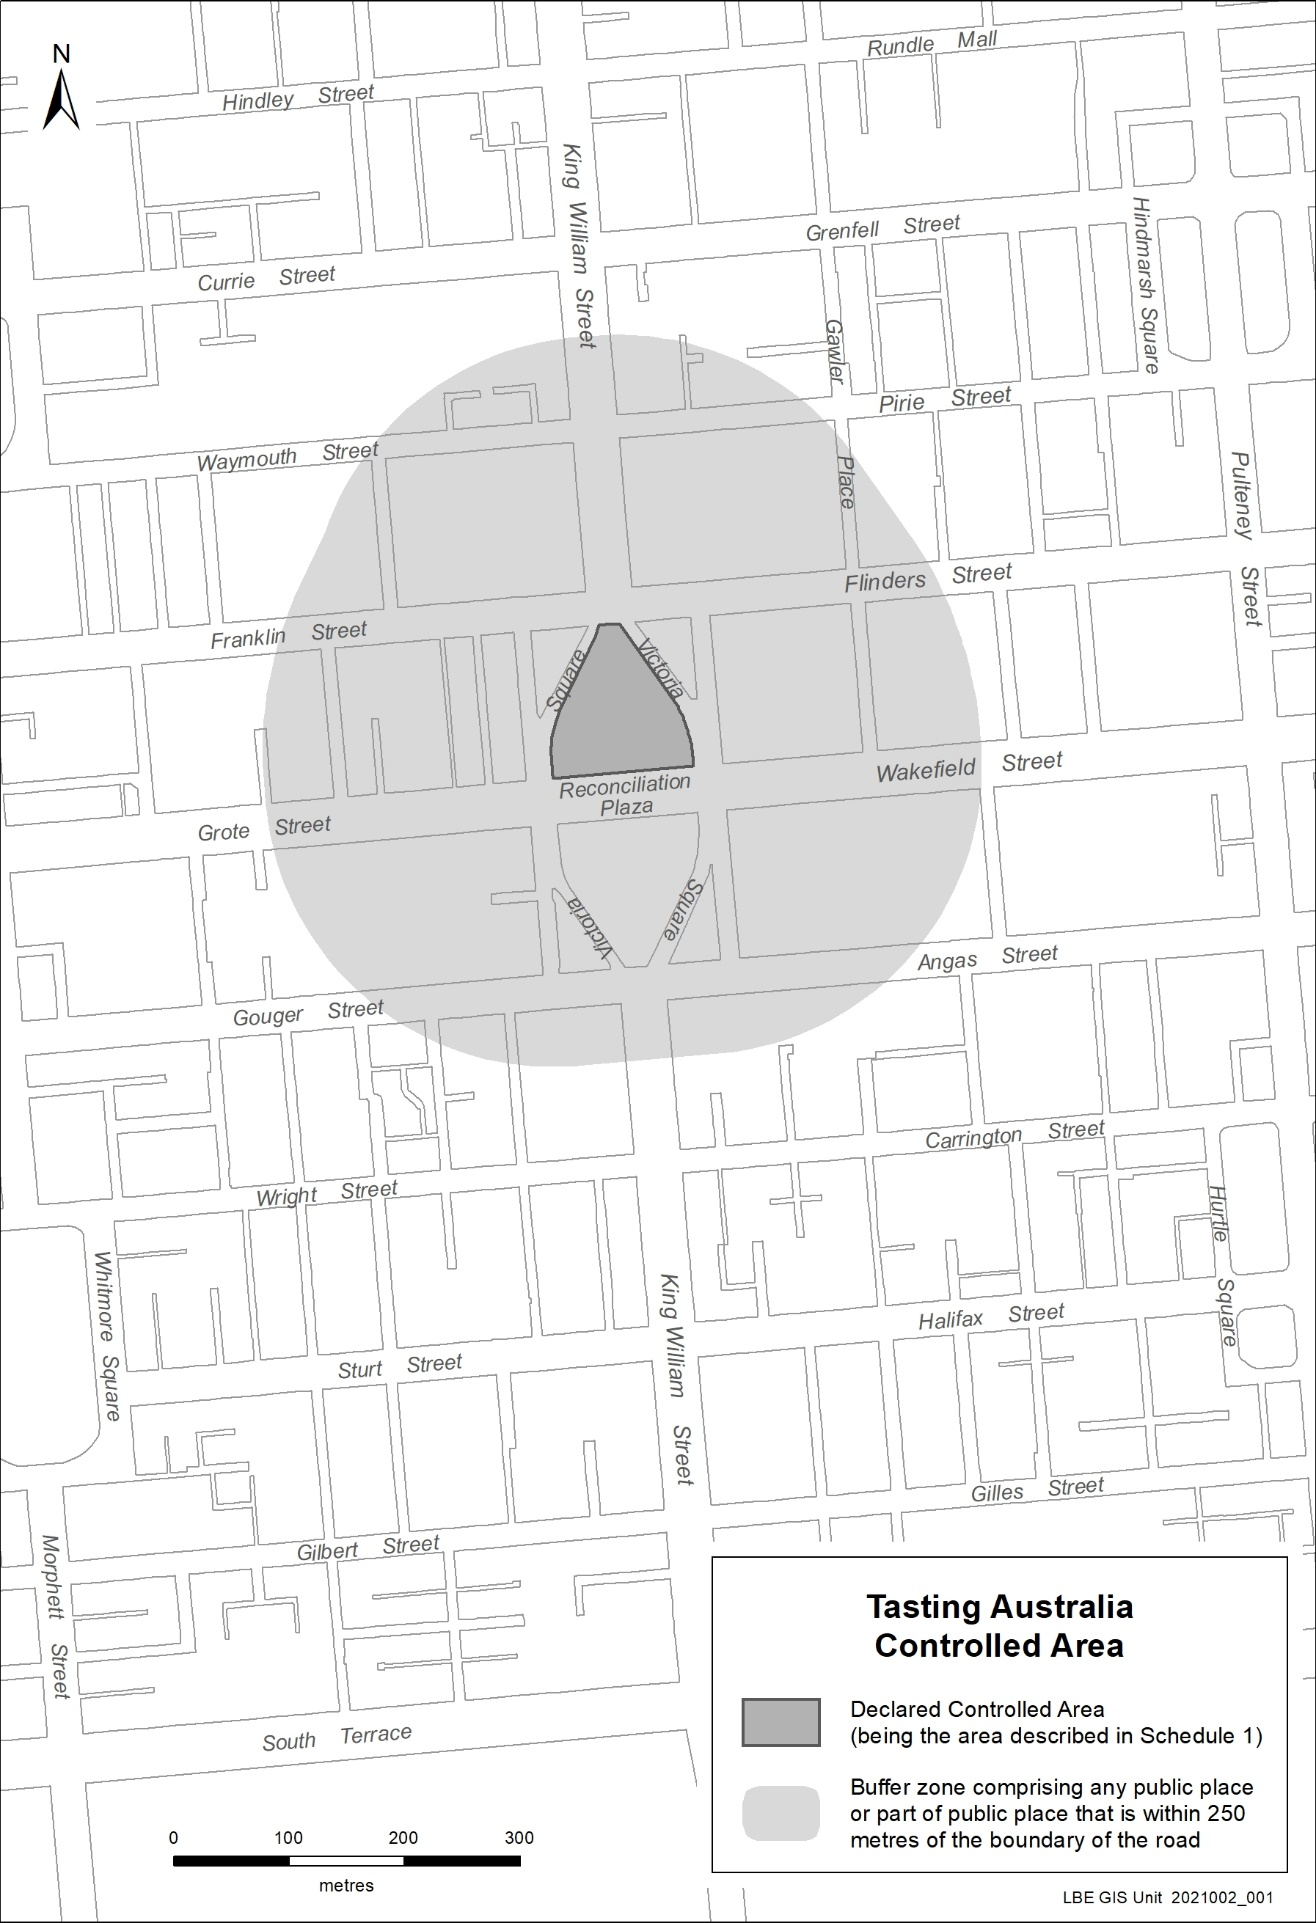 N
Rundle Mall
Hindley Street
King William Street
Hindmarsh Square
Grenfell Street
Currie Street
Gawler Place
Pirie Street
Waymouth Street
Pulteney Street
Flinders Street
Franklin Street
Square
Victoria
Wakefield Street
Reconciliation
Plaza
Grote Street
Victoria
Square
Angas Street
Gouger Street
Carrington Street
Wright Street
Hurtle Square
Whitmore Square
King William Street
Halifax Street
Sturt Street
Gilles Street
Gilbert Street
Morphett Street
South Terrace
Tasting Australia
Controlled Area
Declared Controlled Area
(being the area described in Schedule 1)
Buffer zone comprising any public place
or part of public place that is within 250
metres of the boundary of the road
0 100 200 300
metres
LBE GIS Unit 2021002_001